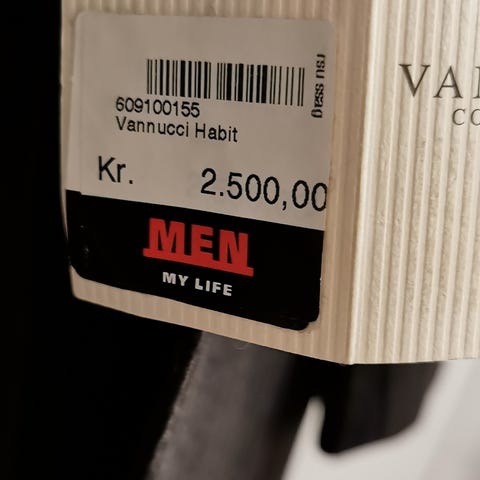 609100155
Vannucci Habit
Kr. 2.500,00
MEN
MY LIFE